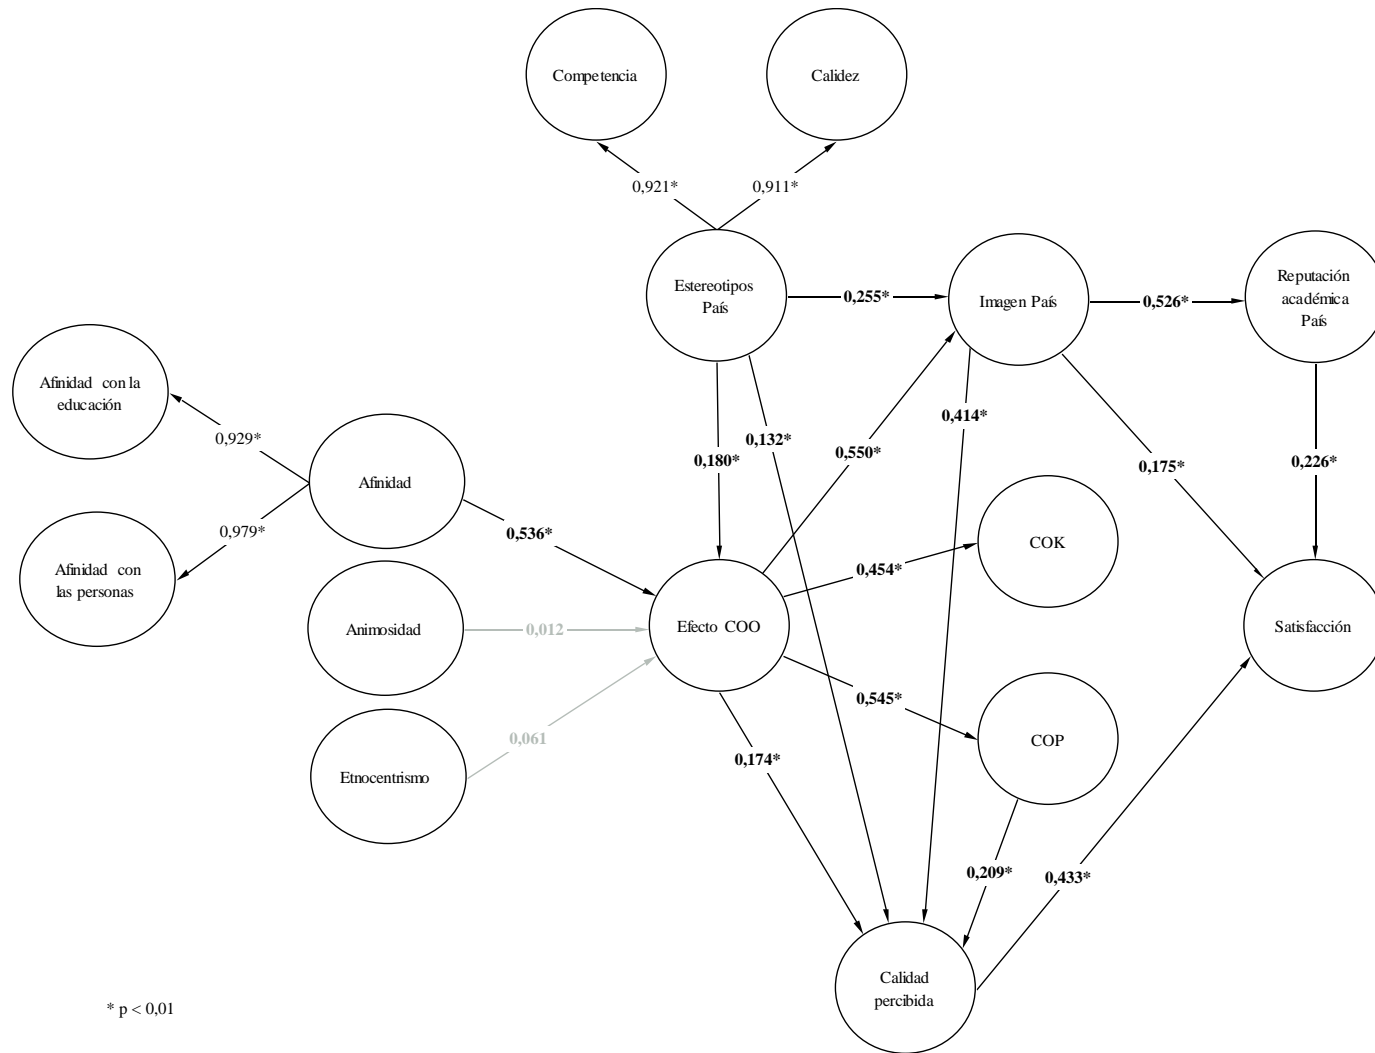 Competencia
Calidez
0,921*
0,911*
Estereotipos
País
0,255*
Imagen País
0,526*
Reputación
académica
País
Afinidad con la
educación
0,929*
Afinidad
0,979*
Afinidad con
las personas
0,536*
0,180*
0,132*
0,550*
0,414*
0,175*
0,226*
COK
0,454*
Animosidad
0,012
Efecto COO
Satisfacción
0,545*
COP
Etnocentrismo
0,061
0,174*
0,209*
0,433*
Calidad
percibida
* p < 0,01